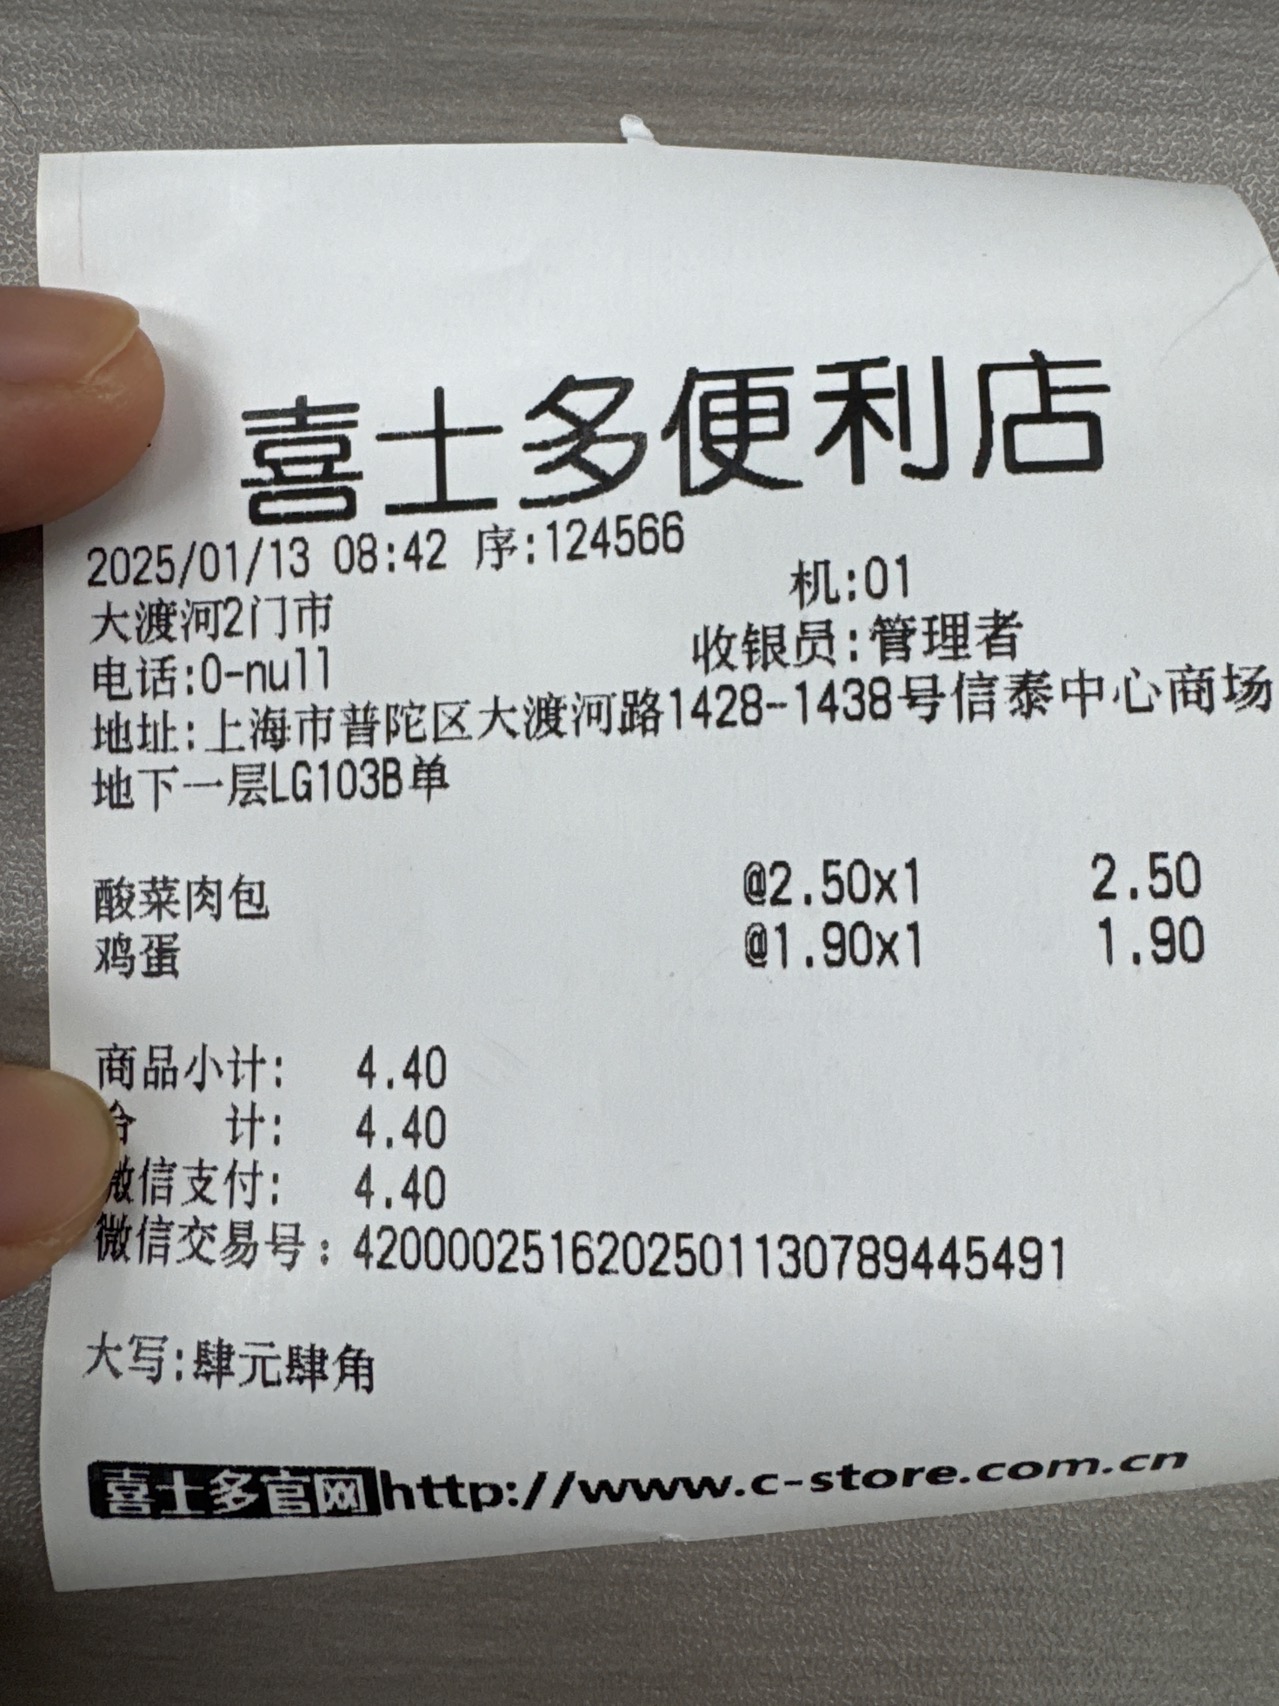 喜士多便利店
2025/01/13 08:42 序:124566
机:01
大渡河2门市
收银员:管理者
电话:0-null
地址:上海市普陀区大渡河路1428-1438号信泰中心商场
地下一层LG103B单
酸菜肉包 @2.50x1 2.50
鸡蛋 @1.90x1 1.90
商品小计: 4.40
合 计: 4.40
微信支付: 4.40
微信交易号:4200002516202501130789445491
大写:肆元肆角
喜士多官网http://www.c-store.com.cn